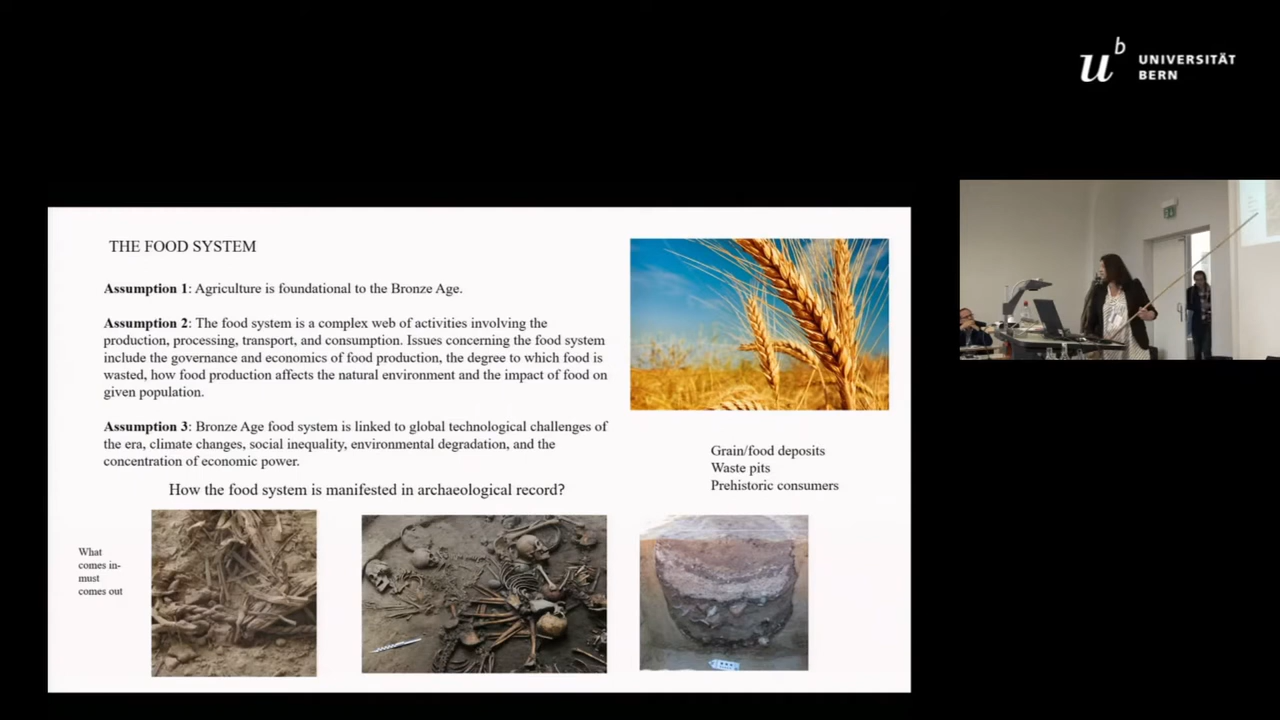 u^b UNIVERSITÄT
BERN
THE FOOD SYSTEM
Assumption 1: Agriculture is foundational to the Bronze Age.
Assumption 2: The food system is a complex web of activities involving the
production, processing, transport, and consumption. Issues concerning the food system
include the governance and economics of food production, the degree to which food is
wasted, how food production affects the natural environment and the impact of food on
given population.
Assumption 3: Bronze Age food system is linked to global technological challenges of
the era, climate changes, social inequality, environmental degradation, and the
concentration of economic power.
Grain/food deposits
Waste pits
Prehistoric consumers
How the food system is manifested in archaeological record?
What
comes in-
must
comes out